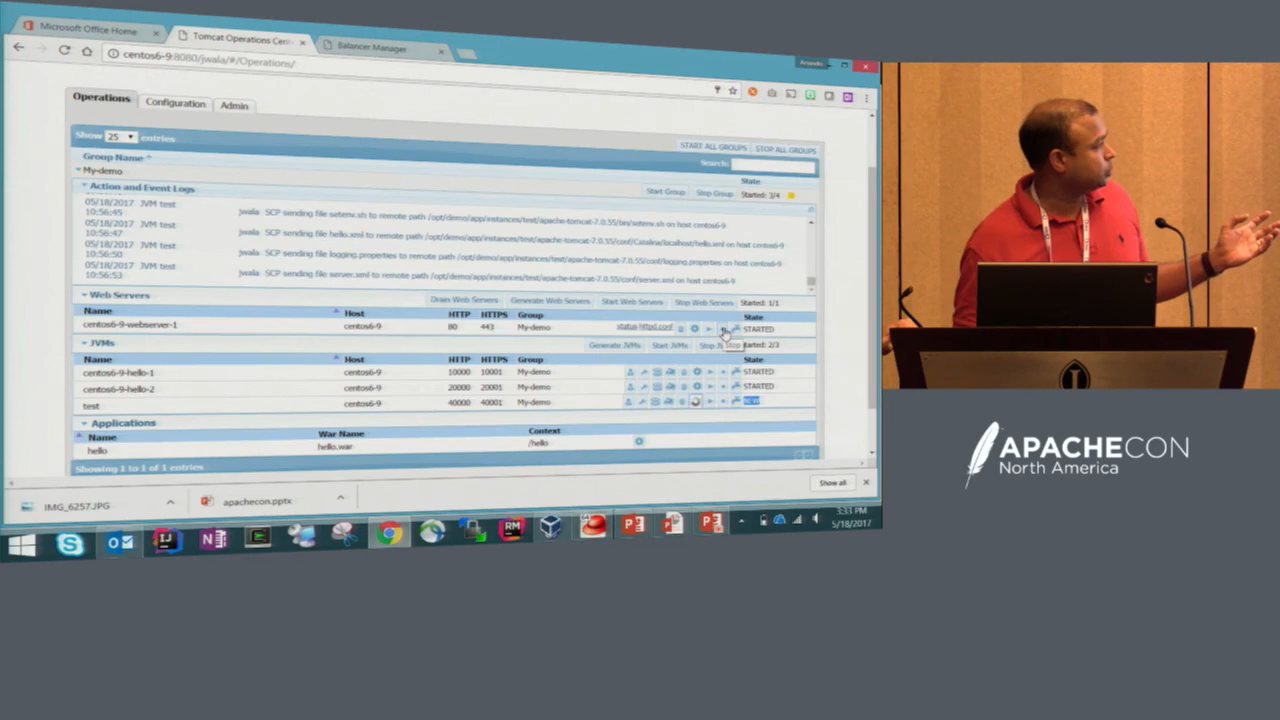 Microsoft Office Home
Tomcat Operations Cen
Balancer Manager
centos6-9:8080/jwala/#/Operations/
Operations Configuration Admin
Show 25 entries
START ALL GROUPS STOP ALL GROUPS
Group Name
Search:
My-demo
State
Action and Event Logs
Start Group Stop Group Started: 3/4
05/18/2017 JVM test
10:56:45
jwala SCP sending file setenv.sh to remote path /opt/demo/app/instances/test/apache-tomcat-7.0.55/bin/setenv.sh on host centos6-9
05/18/2017 JVM test
10:56:47
jwala SCP sending file hello.xml to remote path /opt/demo/app/instances/test/apache-tomcat-7.0.55/conf/Catalina/localhost/hello.xml on host centos6-9
05/18/2017 JVM test
10:56:50
jwala SCP sending file logging.properties to remote path /opt/demo/app/instances/test/apache-tomcat-7.0.55/conf/logging.properties on host centos6-9
05/18/2017 JVM test
10:56:53
jwala SCP sending file server.xml to remote path /opt/demo/app/instances/test/apache-tomcat-7.0.55/conf/server.xml on host centos6-9
Web Servers
Drain Web Servers Generate Web Servers Start Web Servers Stop Web Servers Started: 1/1
Name Host HTTP HTTPS Group State
centos6-9-webserver-1 centos6-9 80 443 My-demo status httpd.conf STARTED
Stop
JVMs
Generate JVMs Start JVMs Stop Started: 2/3
Name Host HTTP HTTPS Group State
centos6-9-hello-1 centos6-9 10000 10001 My-demo STARTED
centos6-9-hello-2 centos6-9 20000 20001 My-demo STARTED
test centos6-9 40000 40001 My-demo NEW
Applications
Name War Name Context
hello hello.war /hello
Showing 1 to 1 of 1 entries
IMG_6257.JPG
apachecon.pptx
Show all
3:33 PM
5/18/2017
APACHECON
North America